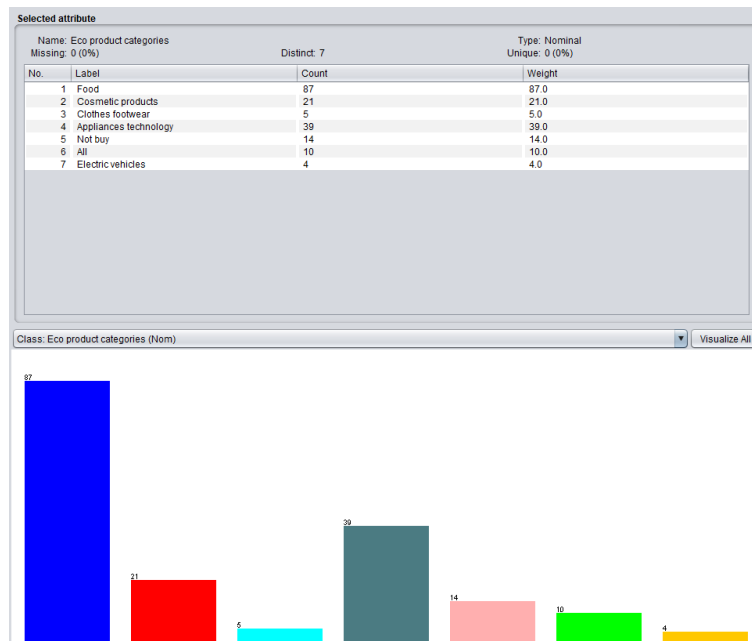 Selected attribute
Name: Eco product categories Type: Nominal
Missing: 0 (0%) Distinct: 7 Unique: 0 (0%)
No. Label Count Weight
1 Food 87 87.0
2 Cosmetic products 21 21.0
3 Clothes footwear 5 5.0
4 Appliances technology 39 39.0
5 Not buy 14 14.0
6 All 10 10.0
7 Electric vehicles 4 4.0
Class: Eco product categories (Nom) Visualize All
87
39
21
14
10
5
4